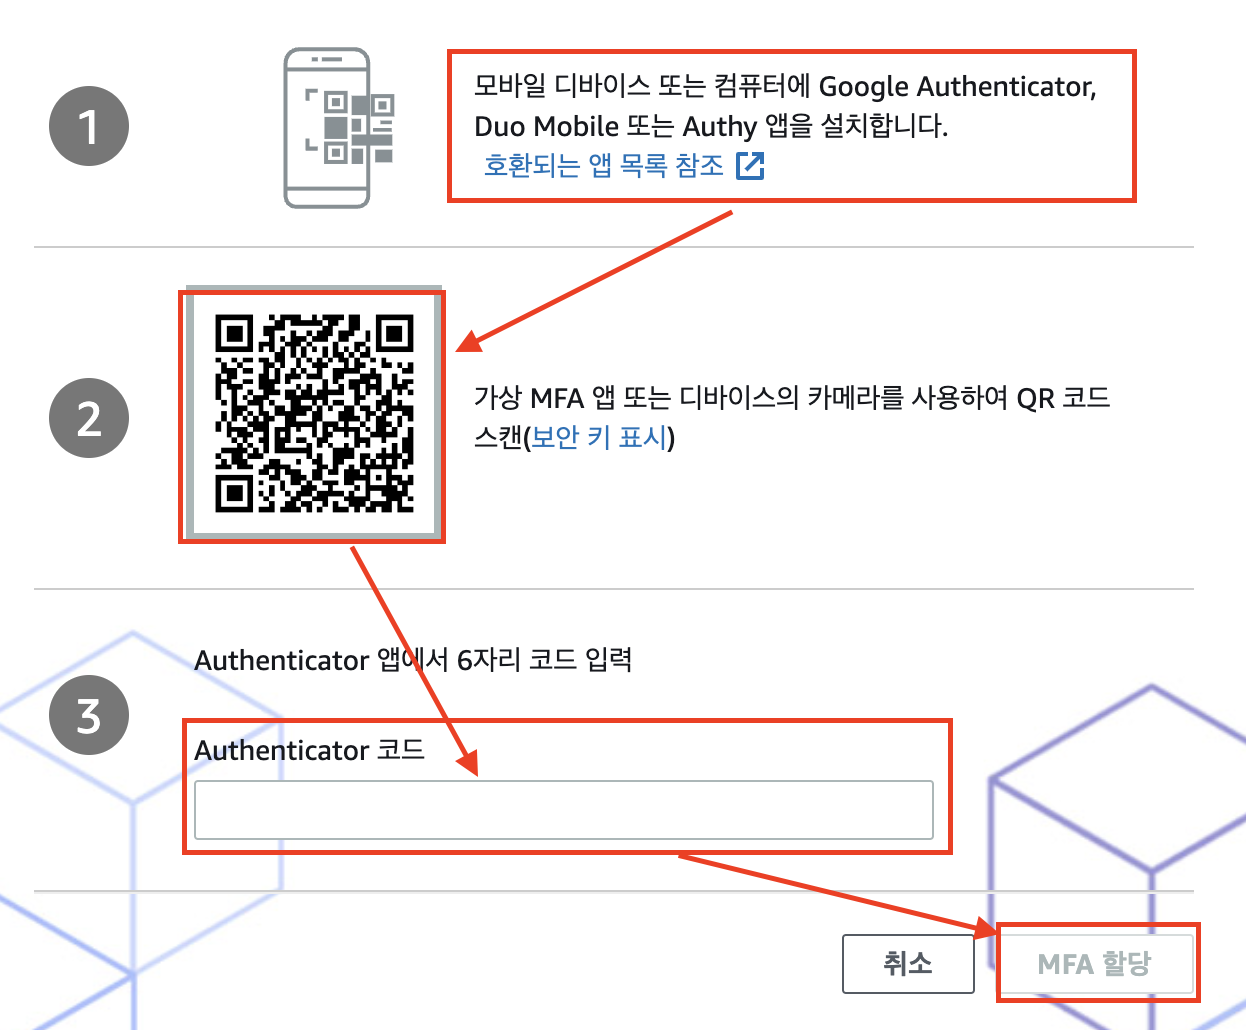 1
모바일 디바이스 또는 컴퓨터에 Google Authenticator,
Duo Mobile 또는 Authy 앱을 설치합니다.
호환되는 앱 목록 참조
2
가상 MFA 앱 또는 디바이스의 카메라를 사용하여 QR 코드
스캔(보안 키 표시)
Authenticator 앱에서 6자리 코드 입력
3
Authenticator 코드
취소
MFA 할당